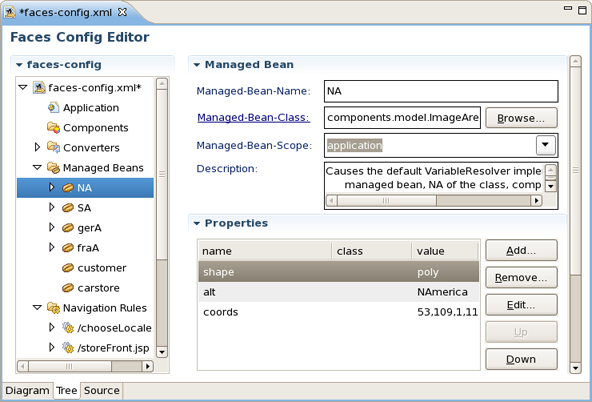 *faces-config.xml
Faces Config Editor
faces-config
faces-config.xml*
Application
Components
Converters
Managed Beans
NA
SA
gerA
fraA
customer
carstore
Navigation Rules
/chooseLocale
/storeFront.jsp
Managed Bean
Managed-Bean-Name: NA
Managed-Bean-Class: components.model.ImageAre Browse...
Managed-Bean-Scope: application
Description: Causes the default VariableResolver imple
managed bean, NA of the class, comp
Properties
name class value
shape poly
alt NAmerica
coords 53,109,1,11
Add...
Remove...
Edit...
Up
Down
Diagram Tree Source